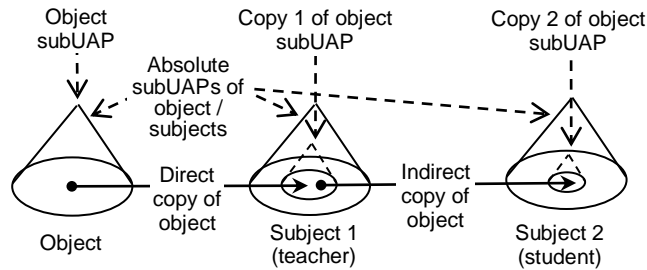 Object
subUAP
Copy 1 of object
subUAP
Copy 2 of object
subUAP
Absolute
subUAPs of
object /
subjects
Direct
copy of
object
Indirect
copy of
object
Object
Subject 1
(teacher)
Subject 2
(student)